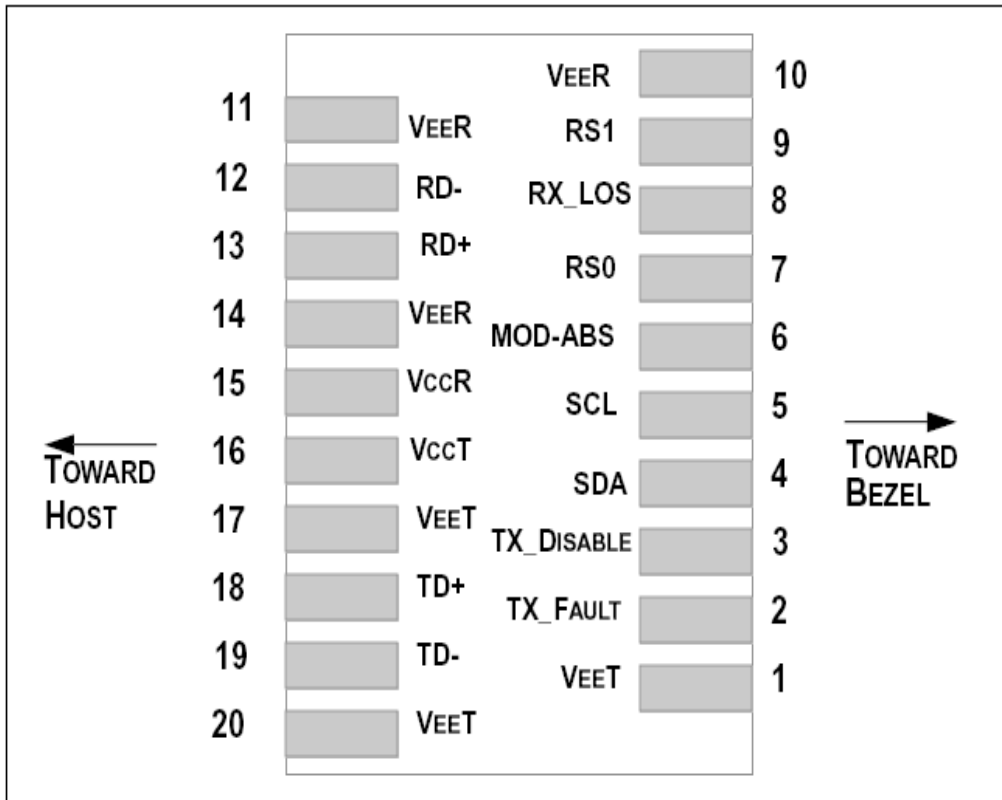 VEER 10
11 VEER
RS1 9
12 RD-
RX_LOS 8
13 RD+
RS0 7
14 VEER
MOD-ABS 6
15 VCCR
SCL 5
16 VCCT
SDA 4
17 VEET
TX_DISABLE 3
18 TD+
TX_FAULT 2
19 TD-
VEET 1
20 VEET
TOWARD
HOST
TOWARD
BEZEL